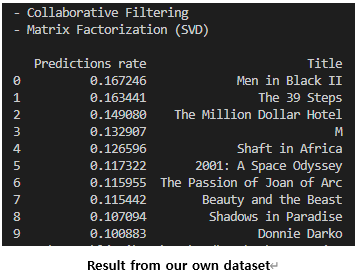 - Collaborative Filtering
- Matrix Factorization (SVD)
Predictions rate Title
0 0.167246 Men in Black II
1 0.163441 The 39 Steps
2 0.149080 The Million Dollar Hotel
3 0.132907 M
4 0.126596 Shaft in Africa
5 0.117322 2001: A Space Odyssey
6 0.115955 The Passion of Joan of Arc
7 0.115442 Beauty and the Beast
8 0.107094 Shadows in Paradise
9 0.100883 Donnie Darko
Result from our own dataset↵